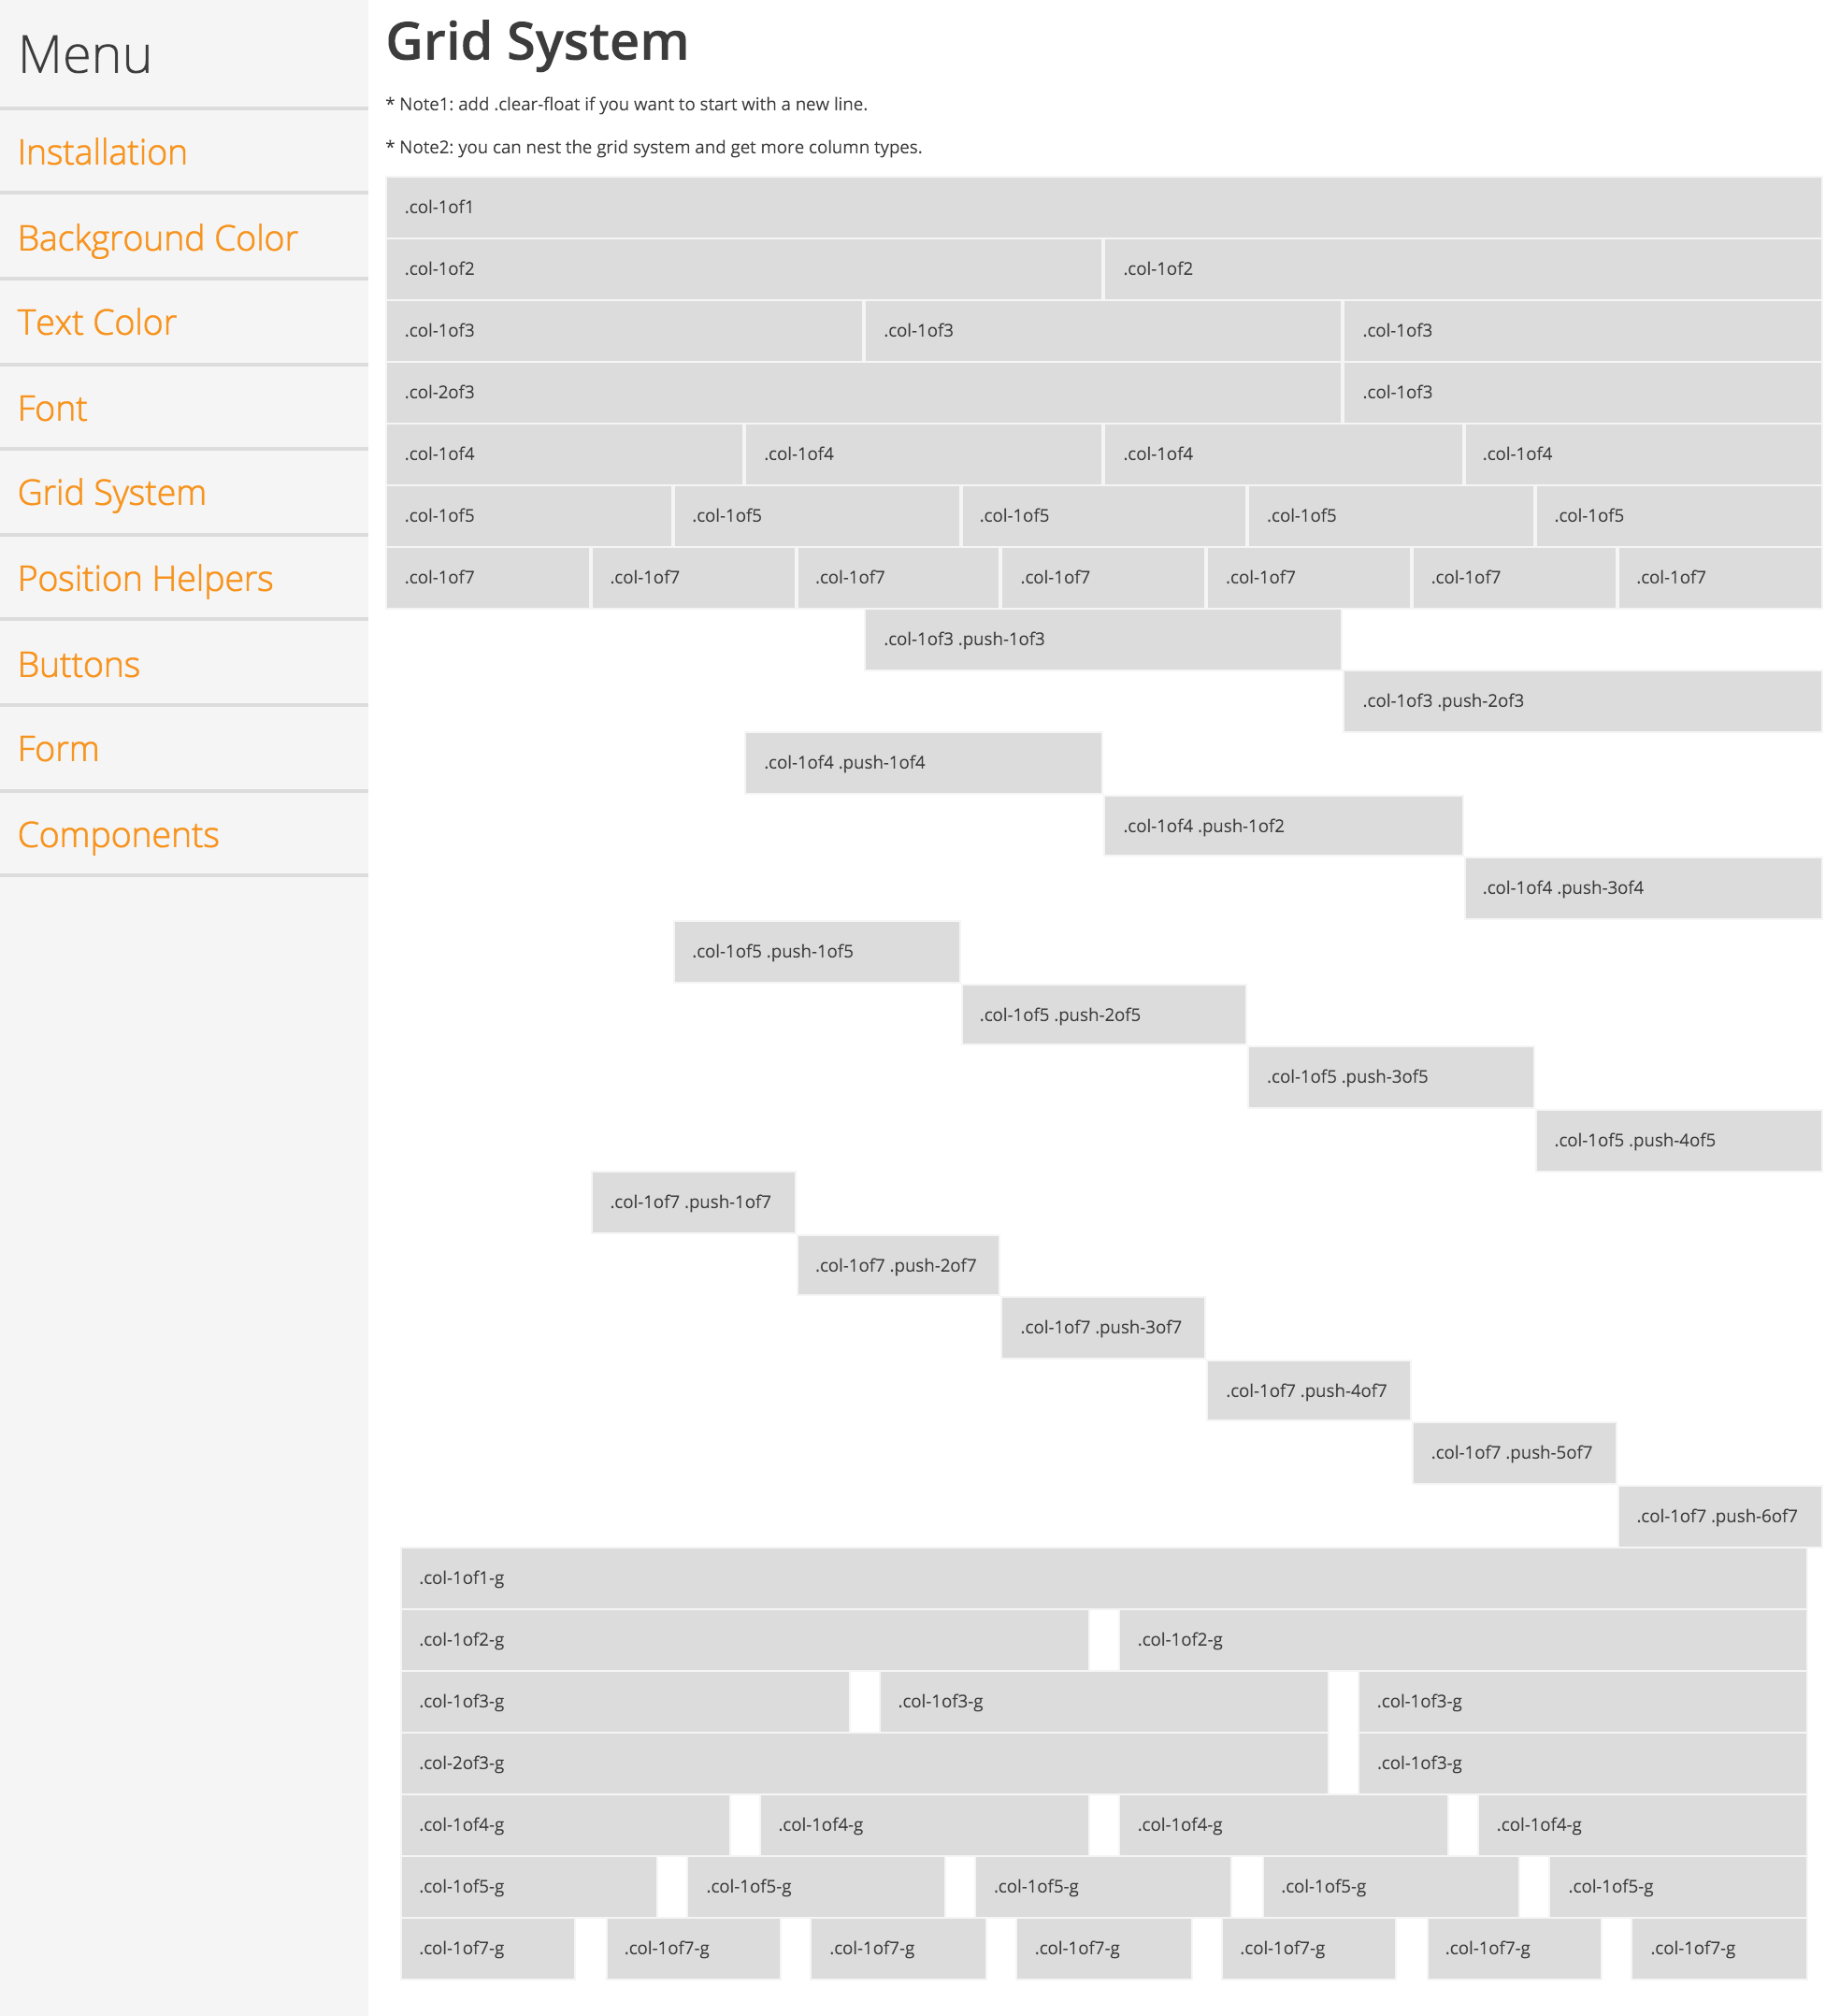 Menu
Installation
Background Color
Text Color
Font
Grid System
Position Helpers
Buttons
Form
Components
Grid System
* Note1: add .clear-float if you want to start with a new line.
* Note2: you can nest the grid system and get more column types.
.col-1of1
.col-1of2 .col-1of2
.col-1of3 .col-1of3 .col-1of3
.col-2of3 .col-1of3
.col-1of4 .col-1of4 .col-1of4 .col-1of4
.col-1of5 .col-1of5 .col-1of5 .col-1of5 .col-1of5
.col-1of7 .col-1of7 .col-1of7 .col-1of7 .col-1of7 .col-1of7 .col-1of7
.col-1of3 .push-1of3
.col-1of3 .push-2of3
.col-1of4 .push-1of4
.col-1of4 .push-1of2
.col-1of4 .push-3of4
.col-1of5 .push-1of5
.col-1of5 .push-2of5
.col-1of5 .push-3of5
.col-1of5 .push-4of5
.col-1of7 .push-1of7
.col-1of7 .push-2of7
.col-1of7 .push-3of7
.col-1of7 .push-4of7
.col-1of7 .push-5of7
.col-1of7 .push-6of7
.col-1of1-g
.col-1of2-g .col-1of2-g
.col-1of3-g .col-1of3-g .col-1of3-g
.col-2of3-g .col-1of3-g
.col-1of4-g .col-1of4-g .col-1of4-g .col-1of4-g
.col-1of5-g .col-1of5-g .col-1of5-g .col-1of5-g .col-1of5-g
.col-1of7-g .col-1of7-g .col-1of7-g .col-1of7-g .col-1of7-g .col-1of7-g .col-1of7-g